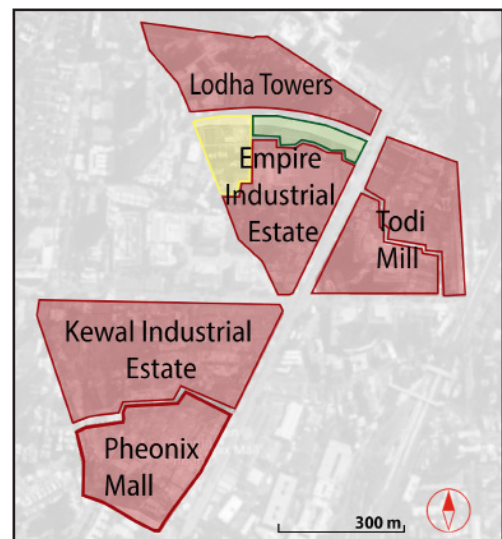 Lodha Towers
Empire
Industrial
Estate
Todi
Mill
Kewal Industrial
Estate
Pheonix
Mall
300 m